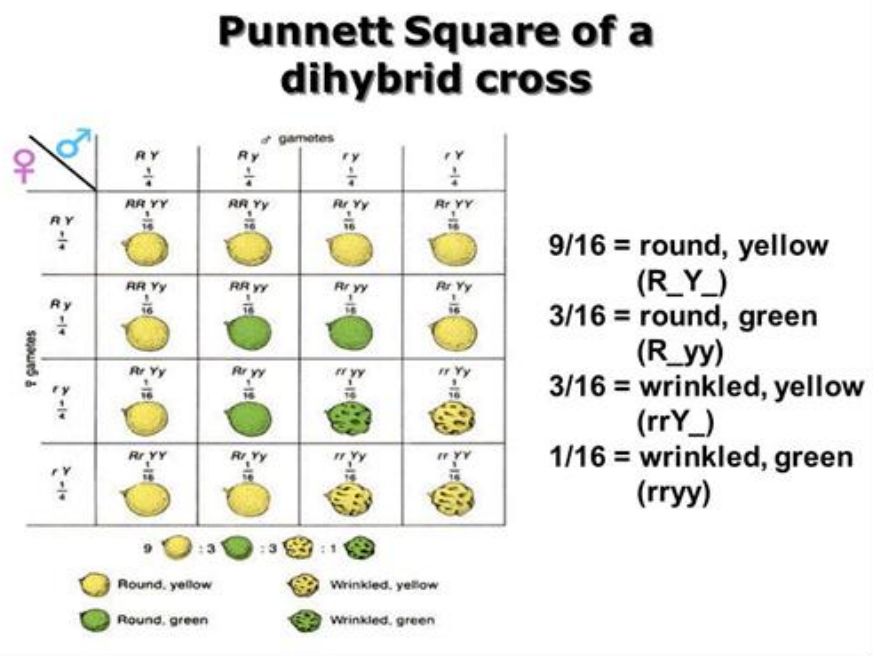 Punnett Square of a
dihybrid cross
♂ gametes
R Y R y r y r Y
1/4 1/4 1/4 1/4
R Y RR YY RR Yy Rr Yy Rr YY
1/4 1/16 1/16 1/16 1/16
R y RR Yy RR yy Rr yy Rr Yy
1/4 1/16 1/16 1/16 1/16
♀ gametes
r y Rr Yy Rr yy rr yy rr Yy
1/4 1/16 1/16 1/16 1/16
r Y Rr YY Rr Yy rr Yy rr YY
1/4 1/16 1/16 1/16 1/16
9 : 3 : 3 : 1
Round, yellow Wrinkled, yellow
Round, green Wrinkled, green
9/16 = round, yellow
(R_Y_)
3/16 = round, green
(R_yy)
3/16 = wrinkled, yellow
(rrY_)
1/16 = wrinkled, green
(rryy)